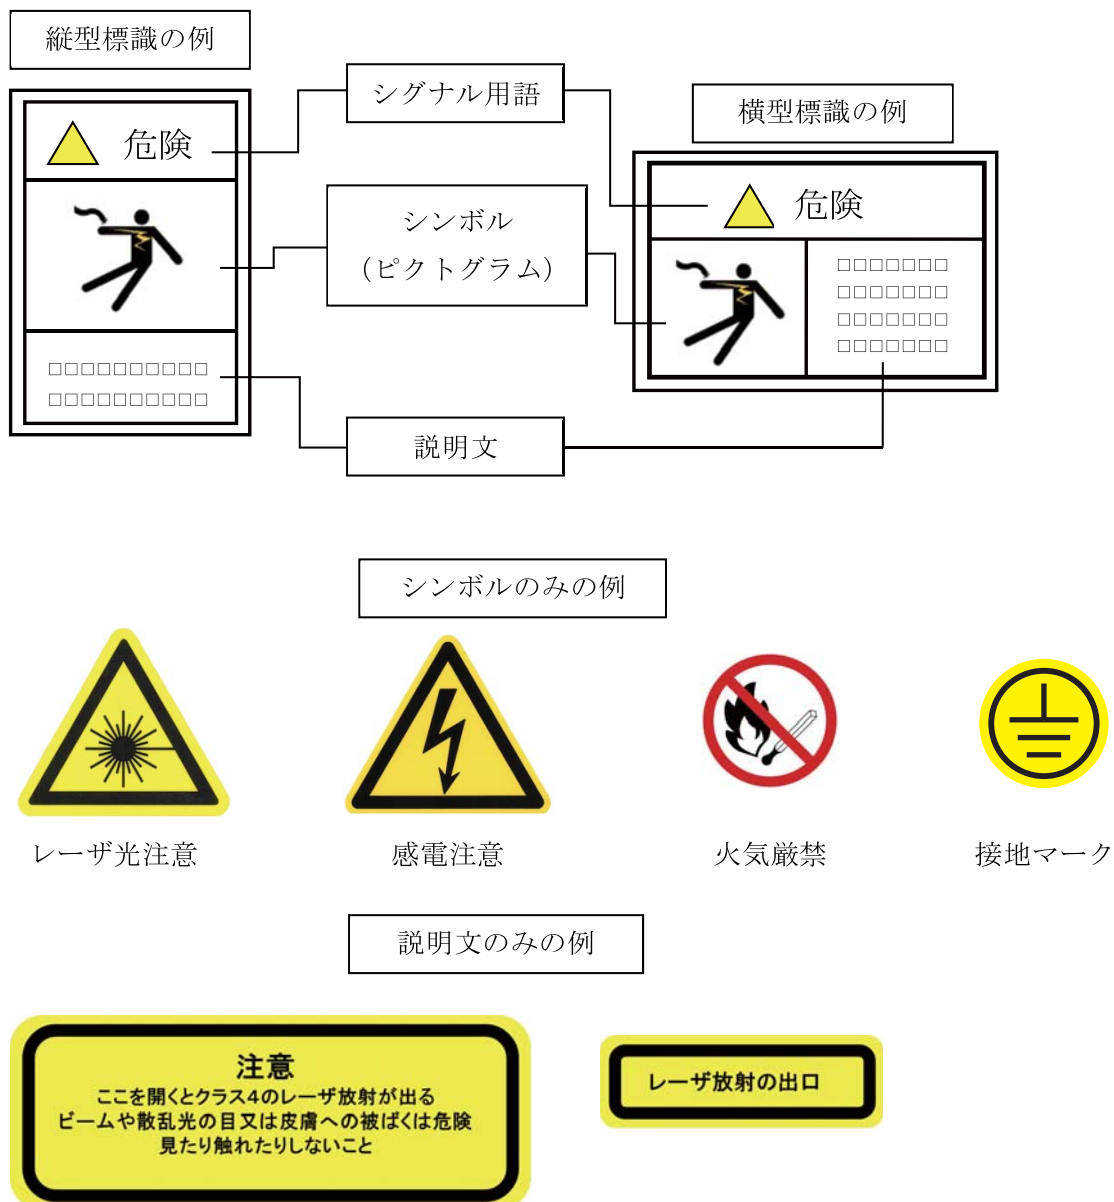 縦型標識の例
シグナル用語
横型標識の例
危険
危険
シンボル
(ピクトグラム)
□□□□□□□
□□□□□□□
□□□□□□□
□□□□□□□
□□□□□□□□□□
□□□□□□□□□□
説明文
シンボルのみの例
レーザ光注意
感電注意
火気厳禁
接地マーク
説明文のみの例
注意
ここを開くとクラス4のレーザ放射が出る
ビームや散乱光の目又は皮膚への被ばくは危険
見たり触れたりしないこと
レーザ放射の出口